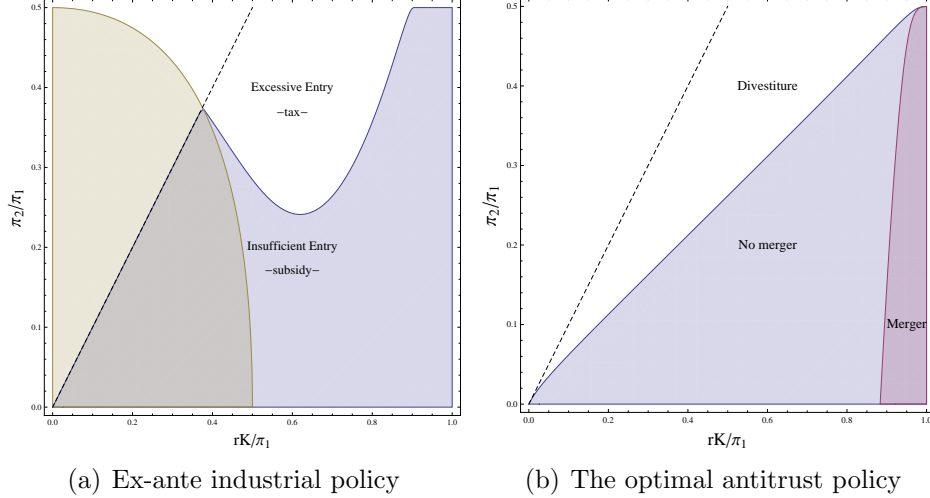 0.5
0.4
0.3
0.2
0.1
0.0
π₂/π₁
Excessive Entry
−tax−
Insufficient Entry
−subsidy−
0.0 0.2 0.4 0.6 0.8 1.0
rK/π₁
(a) Ex-ante industrial policy
0.5
0.4
0.3
0.2
0.1
0.0
π₂/π₁
Divestiture
No merger
Merger
0.0 0.2 0.4 0.6 0.8 1.0
rK/π₁
(b) The optimal antitrust policy